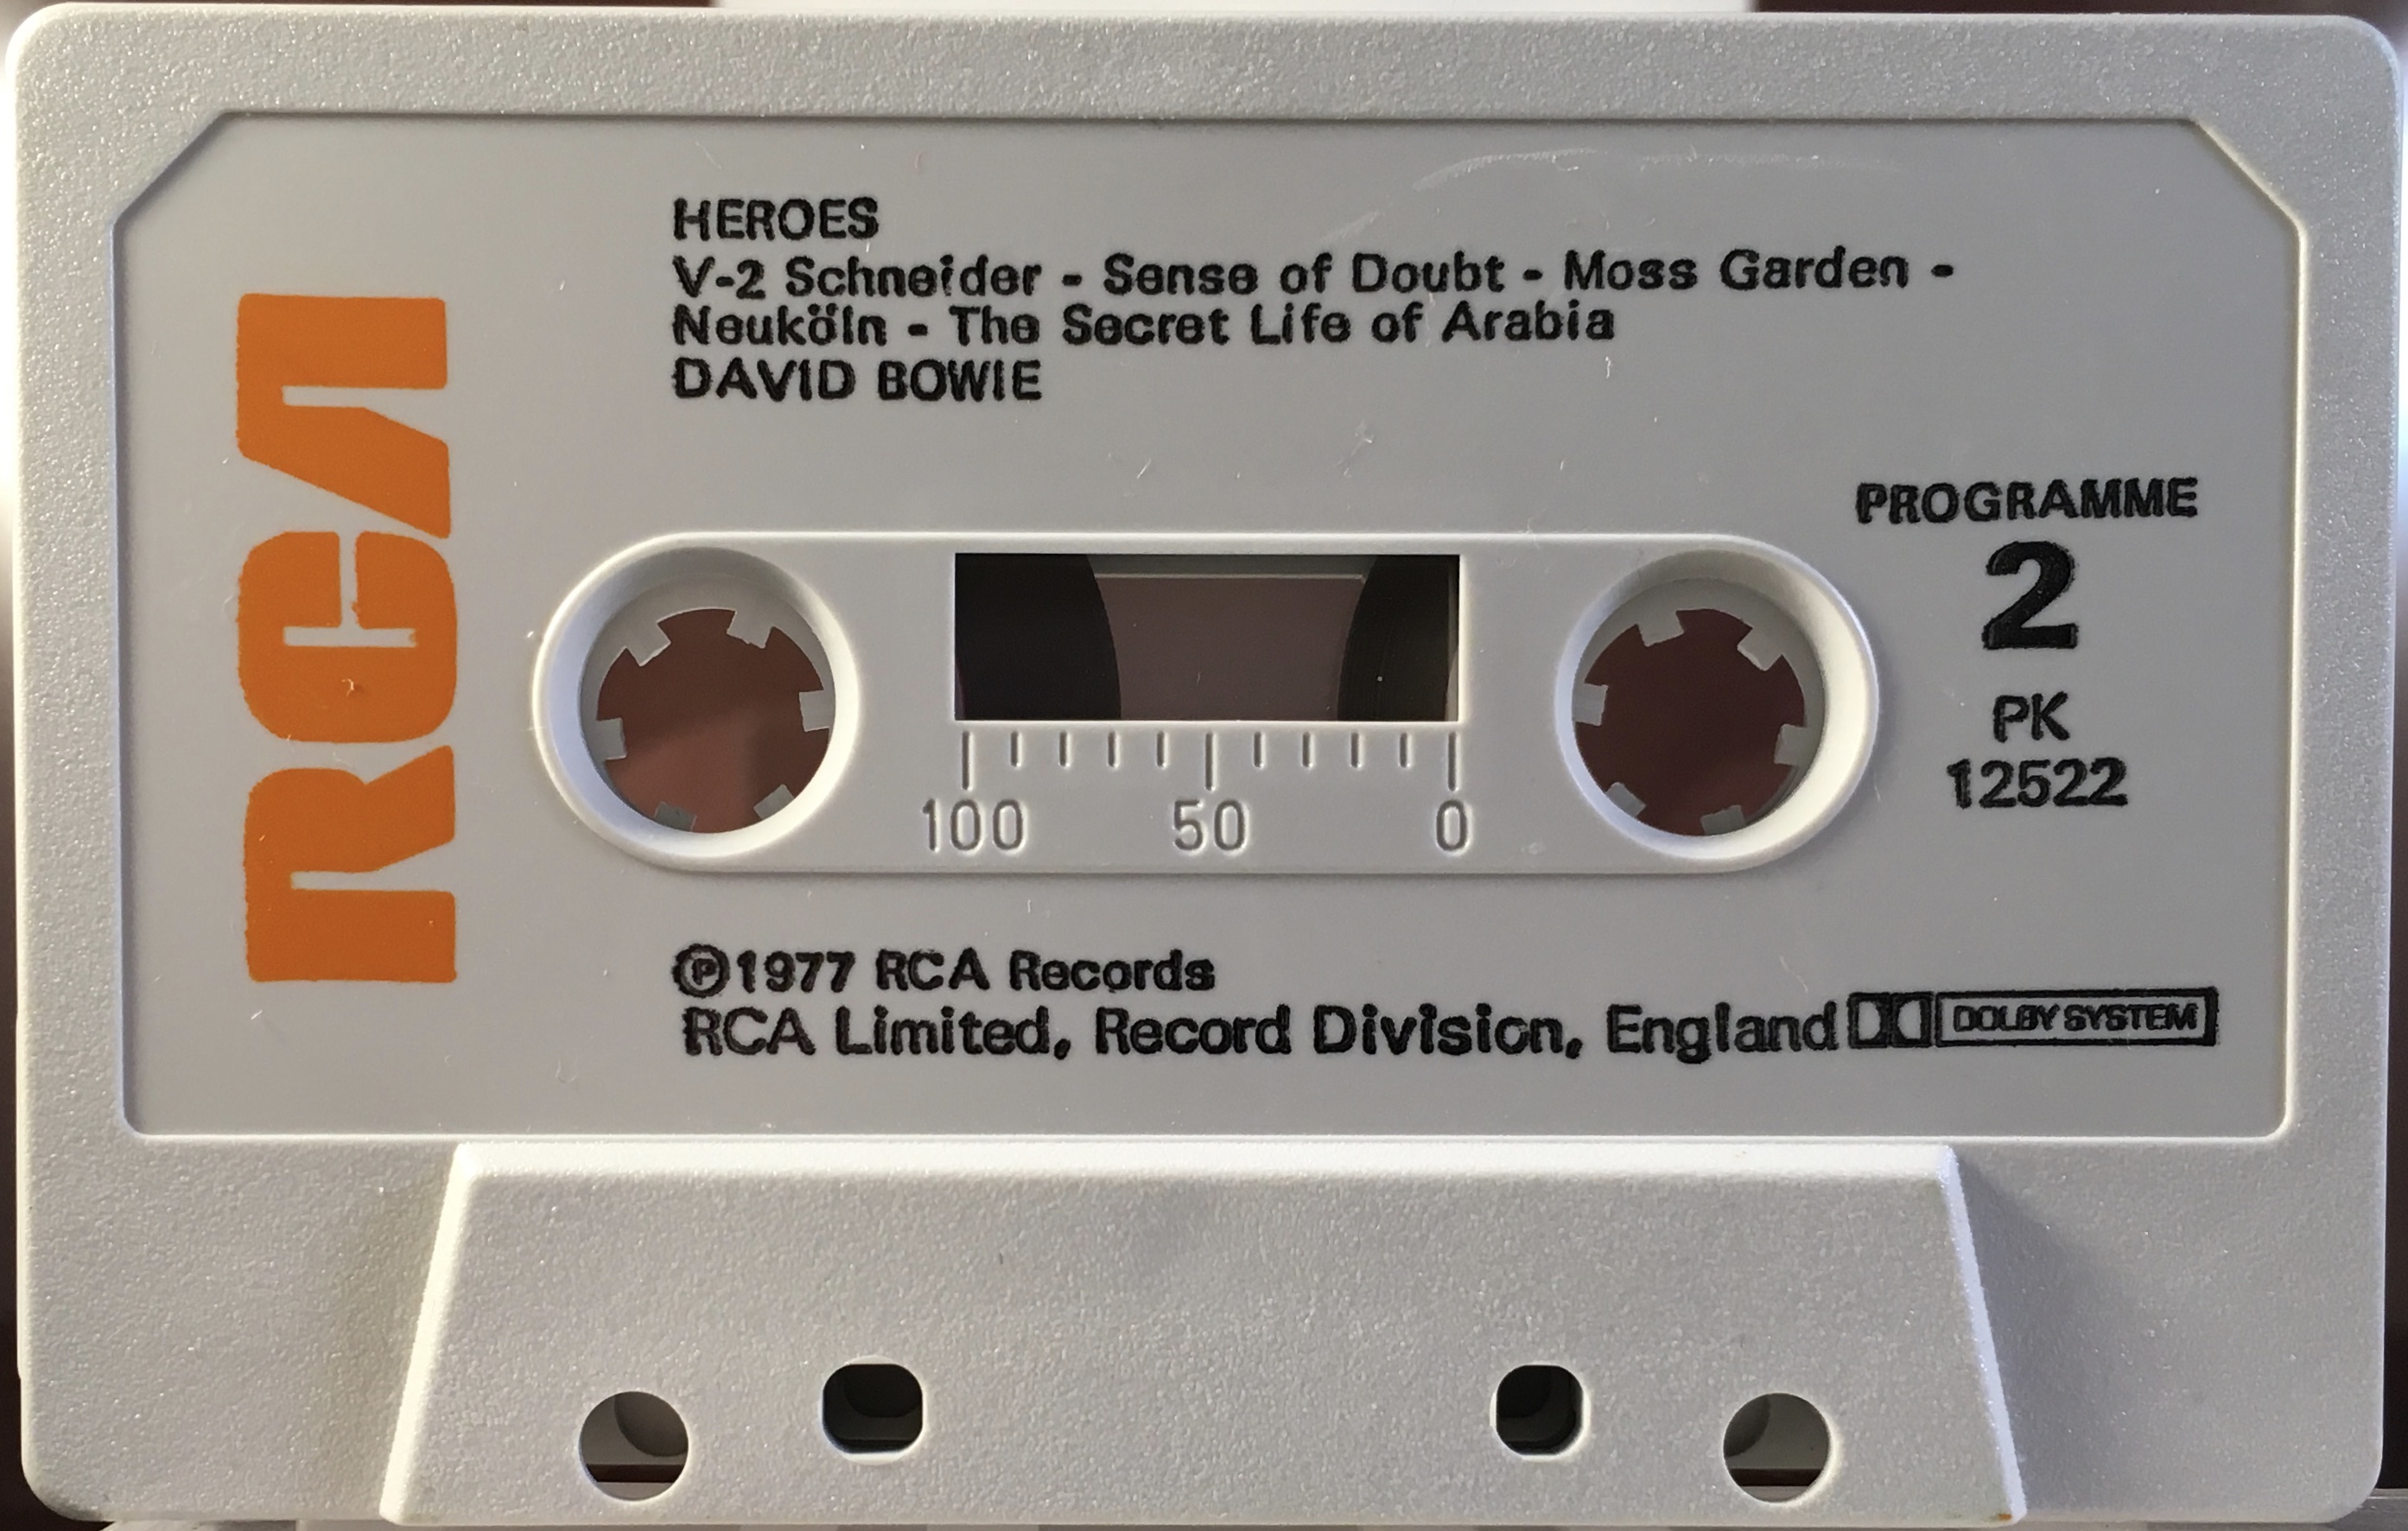 HEROES
V-2 Schneider - Sense of Doubt - Moss Garden -
Neuköln - The Secret Life of Arabia
DAVID BOWIE
RCA
PROGRAMME
2
PK
12522
100 50 0
℗1977 RCA Records
RCA Limited, Record Division, England
DOLBY SYSTEM